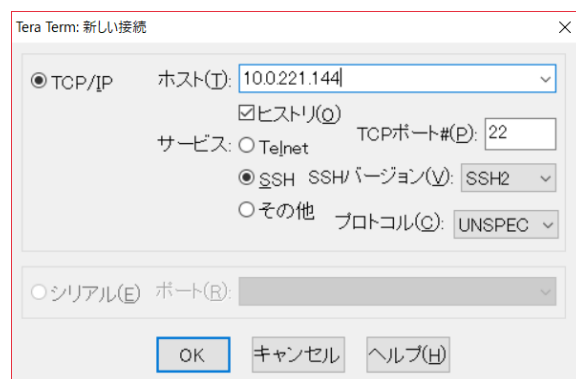 Tera Term: 新しい接続
TCP/IP ホスト(T): 10.0.221.144
ヒストリ(O)
サービス: Telnet TCPポート#(P): 22
SSH SSHバージョン(V): SSH2
その他 プロトコル(C): UNSPEC
シリアル(E) ポート(R):
OK キャンセル ヘルプ(H)